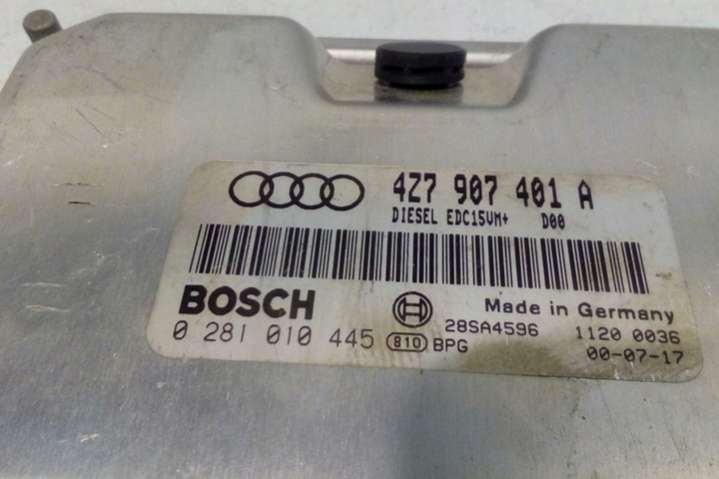 4Z7 907 401 A
DIESEL EDC15VM+ D00
BOSCH
Made in Germany
0 281 010 445
28SA4596 1120 0036
810 BPG 00-07-17